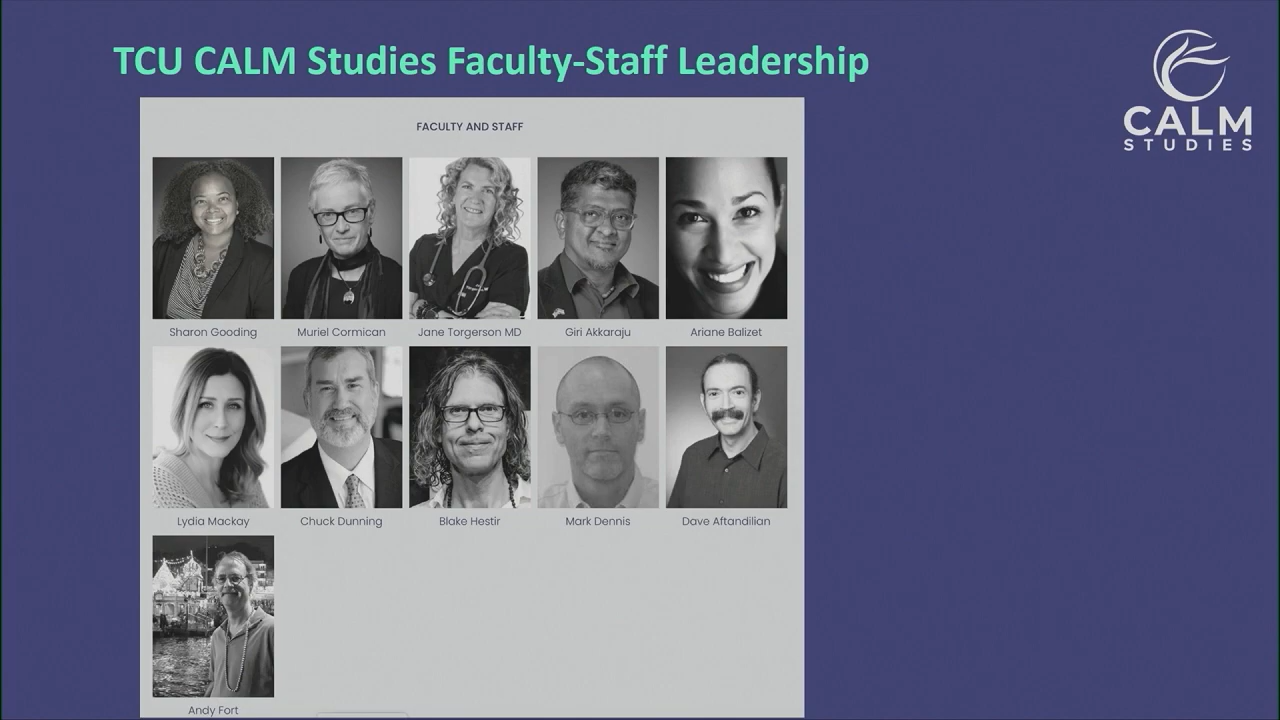 TCU CALM Studies Faculty-Staff Leadership
CALM
STUDIES
FACULTY AND STAFF
Sharon Gooding
Muriel Cormican
Jane Torgerson MD
Giri Akkaraju
Ariane Balizet
Lydia Mackay
Chuck Dunning
Blake Hestir
Mark Dennis
Dave Aftandilian
Andy Fort